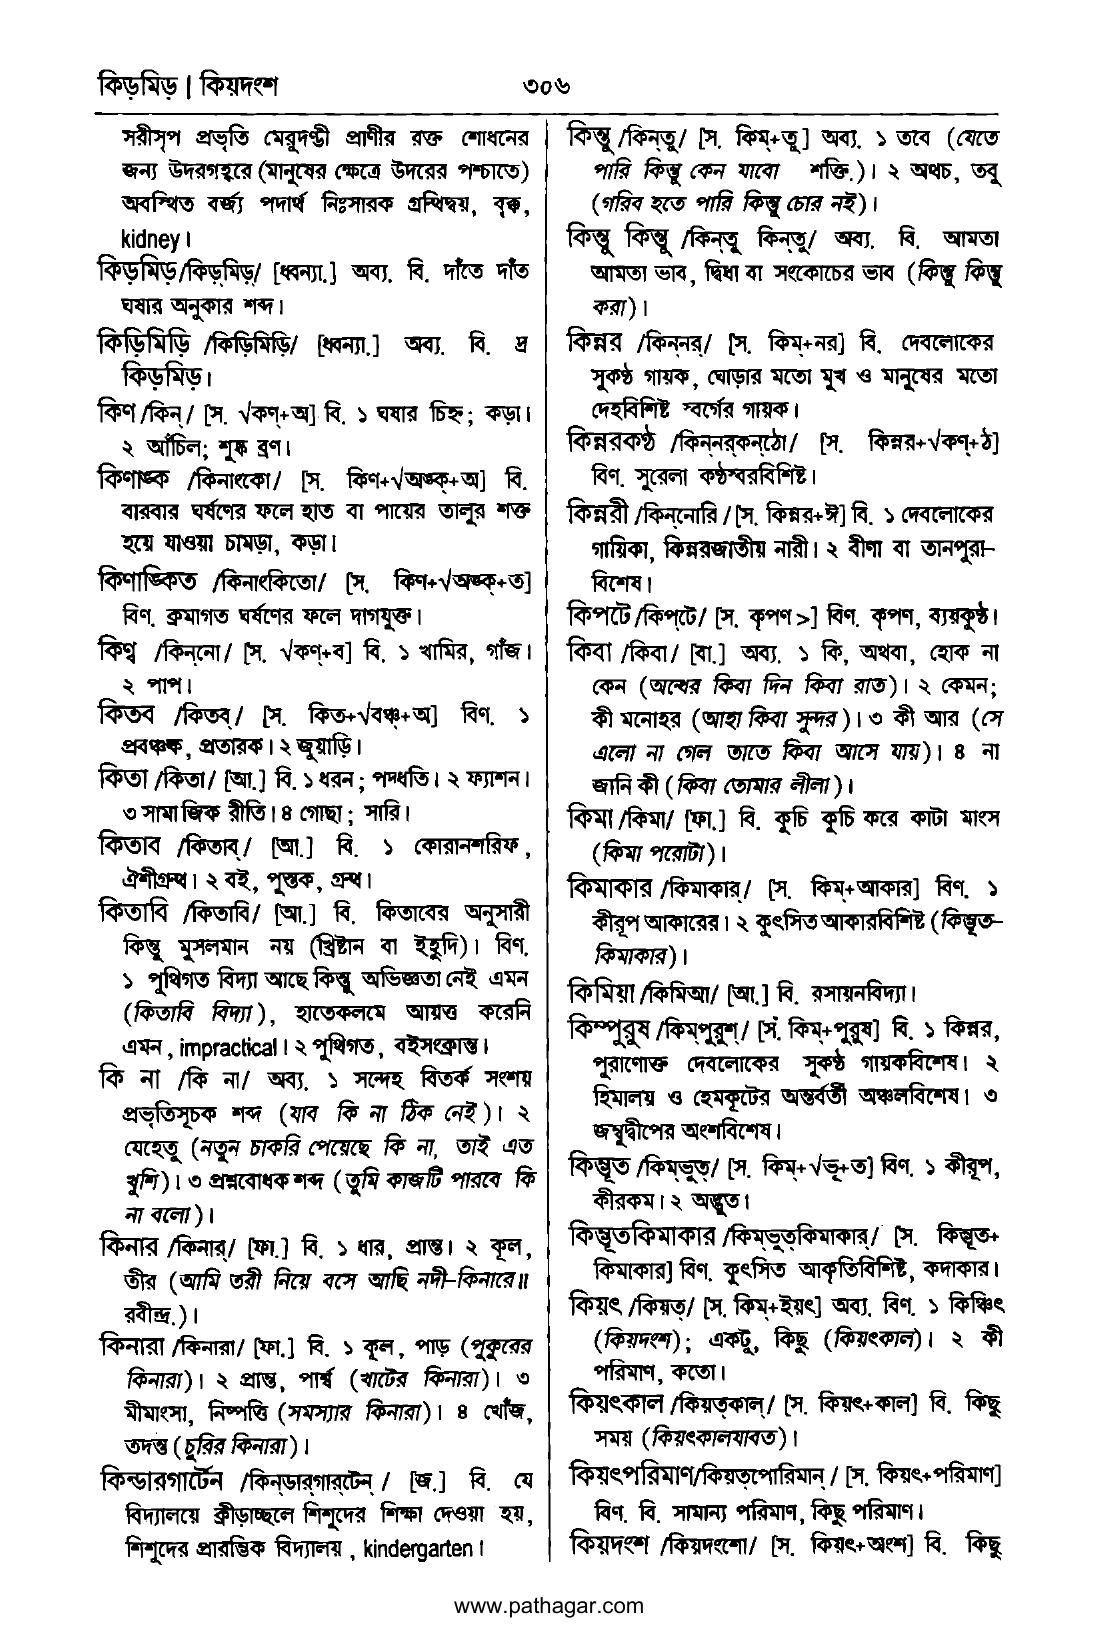 কিড়মিড় | কিয়দংশ
৩০৬
সরীসৃপ প্রভৃতি মেরুদণ্ডী প্রাণীর রক্ত শোধনের
জন্য উদরগহ্বরে (মানুষের ক্ষেত্রে উদরের পশ্চাতে)
অবস্থিত বর্জ্য পদার্থ নিঃসারক গ্রন্থিদ্বয়, বৃক্ক,
kidney।
কিড়মিড়/কিড়্‌মিড়্/ [ধ্বন্যা.] অব্য. বি. দাঁতে দাঁত
ঘষার অনুকার শব্দ।
কিড়িমিড়ি /কিড়িমিড়ি/ [ধ্বন্যা.] অব্য. বি. দ্র
কিড়মিড়।
কিণ /কিন্/ [স. √কণ্+অ] বি. ১ ঘষার চিহ্ন; কড়া।
২ আঁচিল; শুষ্ক ব্রণ।
কিণাঙ্ক /কিনাংকো/ [স. কিণ+√অঙ্ক্+অ] বি.
বারবার ঘর্ষণের ফলে হাত বা পায়ের তালুর শক্ত
হয়ে যাওয়া চামড়া, কড়া।
কিণাঙ্কিত /কিনাংকিতো/ [স. কিণ+√অঙ্ক্+ত]
বিণ. ক্রমাগত ঘর্ষণের ফলে দাগযুক্ত।
কিণ্ব /কিন্‌নো/ [স. √কণ্+ব] বি. ১ খামির, গাঁজ।
২ পাপ।
কিতব /কিতব্/ [স. কিত+√বঞ্চ্+অ] বিণ. ১
প্রবঞ্চক, প্রতারক। ২ জুয়াড়ি।
কিতা /কিতা/ [আ.] বি. ১ ধরন; পদ্ধতি। ২ ফ্যাশন।
৩ সামাজিক রীতি। ৪ গোছা; সারি।
কিতাব /কিতাব্/ [আ.] বি. ১ কোরানশরিফ,
ঐশীগ্রন্থ। ২ বই, পুস্তক, গ্রন্থ।
কিতাবি /কিতাবি/ [আ.] বি. কিতাবের অনুসারী
কিন্তু মুসলমান নয় (খ্রিষ্টান বা ইহুদি)। বিণ.
১ পুথিগত বিদ্যা আছে কিন্তু অভিজ্ঞতা নেই এমন
(কিতাবি বিদ্যা), হাতেকলমে আয়ত্ত করেনি
এমন, impractical। ২ পুথিগত, বইসংক্রান্ত।
কি না /কি না/ অব্য. ১ সন্দেহ বিতর্ক সংশয়
প্রভৃতিসূচক শব্দ (যাব কি না ঠিক নেই)। ২
যেহেতু (নতুন চাকরি পেয়েছে কি না, তাই এত
খুশি)। ৩ প্রশ্নবোধক শব্দ (তুমি কাজটি পারবে কি
না বলো)।
কিনার /কিনার্/ [ফা.] বি. ১ ধার, প্রান্ত। ২ কূল,
তীর (আমি তরী নিয়ে বসে আছি নদী-কিনারে॥
রবীন্দ্র.)।
কিনারা /কিনারা/ [ফা.] বি. ১ কূল, পাড় (পুকুরের
কিনারা)। ২ প্রান্ত, পার্শ্ব (খাটের কিনারা)। ৩
মীমাংসা, নিষ্পত্তি (সমস্যার কিনারা)। ৪ খোঁজ,
তদন্ত (চুরির কিনারা)।
কিন্ডারগার্টেন /কিন্‌ডার্‌গার্‌টেন্ / [জ.] বি. যে
বিদ্যালয়ে ক্রীড়াচ্ছলে শিশুদের শিক্ষা দেওয়া হয়,
শিশুদের প্রারম্ভিক বিদ্যালয়, kindergarten।
কিন্তু /কিন্‌তু/ [স. কিম্+তু] অব্য. ১ তবে (যেতে
পারি কিন্তু কেন যাবো শক্তি.)। ২ অথচ, তবু
(গরিব হতে পারি কিন্তু চোর নই)।
কিন্তু কিন্তু /কিন্‌তু কিন্‌তু/ অব্য. বি. আমতা
আমতা ভাব, দ্বিধা বা সংকোচের ভাব (কিন্তু কিন্তু
করা)।
কিন্নর /কিন্‌নর্/ [স. কিম্+নর] বি. দেবলোকের
সুকণ্ঠ গায়ক, ঘোড়ার মতো মুখ ও মানুষের মতো
দেহবিশিষ্ট স্বর্গের গায়ক।
কিন্নরকণ্ঠ /কিন্‌নর্‌কন্‌ঠো/ [স. কিন্নর+√কণ্+ঠ]
বিণ. সুরেলা কণ্ঠস্বরবিশিষ্ট।
কিন্নরী /কিন্‌নোরি / [স. কিন্নর+ঈ] বি. ১ দেবলোকের
গায়িকা, কিন্নরজাতীয় নারী। ২ বীণা বা তানপুরা-
বিশেষ।
কিপটে /কিপ্‌টে/ [স. কৃপণ >] বিণ. কৃপণ, ব্যয়কুণ্ঠ।
কিবা /কিবা/ [বা.] অব্য. ১ কি, অথবা, হোক না
কেন (অন্ধের কিবা দিন কিবা রাত)। ২ কেমন;
কী মনোহর (আহা কিবা সুন্দর)। ৩ কী আর (সে
এলো না গেল তাতে কিবা আসে যায়)। ৪ না
জানি কী (কিবা তোমার লীলা)।
কিমা /কিমা/ [ফা.] বি. কুচি কুচি করে কাটা মাংস
(কিমা পরোটা)।
কিমাকার /কিমাকার্/ [স. কিম্+আকার] বিণ. ১
কীরূপ আকারের। ২ কুৎসিত আকারবিশিষ্ট (কিম্ভূত-
কিমাকার)।
কিমিয়া /কিমিআ/ [আ.] বি. রসায়নবিদ্যা।
কিম্পুরুষ /কিম্‌পুরুশ্/ [সং. কিম্+পুরুষ] বি. ১ কিন্নর,
পুরাণোক্ত দেবলোকের সুকণ্ঠ গায়কবিশেষ। ২
হিমালয় ও হেমকূটের অন্তর্বর্তী অঞ্চলবিশেষ। ৩
জম্বুদ্বীপের অংশবিশেষ।
কিম্ভূত /কিম্‌ভুত্/ [স. কিম্+√ভূ+ত] বিণ. ১ কীরূপ,
কীরকম। ২ অদ্ভুত।
কিম্ভূতকিমাকার /কিম্‌ভুত্‌কিমাকার্/ [স. কিম্ভূত+
কিমাকার] বিণ. কুৎসিত আকৃতিবিশিষ্ট, কদাকার।
কিয়ৎ /কিয়ত্/ [স. কিম্+ইয়ৎ] অব্য. বিণ. ১ কিঞ্চিৎ
(কিয়দংশ); একটু, কিছু (কিয়ৎকাল)। ২ কী
পরিমাণ, কতো।
কিয়ৎকাল /কিয়ত্‌কাল্/ [স. কিয়ৎ+কাল] বি. কিছু
সময় (কিয়ৎকালযাবত)।
কিয়ৎপরিমাণ/কিয়ত্‌পোরিমান্ / [স. কিয়ৎ+পরিমাণ]
বিণ. বি. সামান্য পরিমাণ, কিছু পরিমাণ।
কিয়দংশ /কিয়দংশো/ [স. কিয়ৎ+অংশ] বি. কিছু
www.pathagar.com